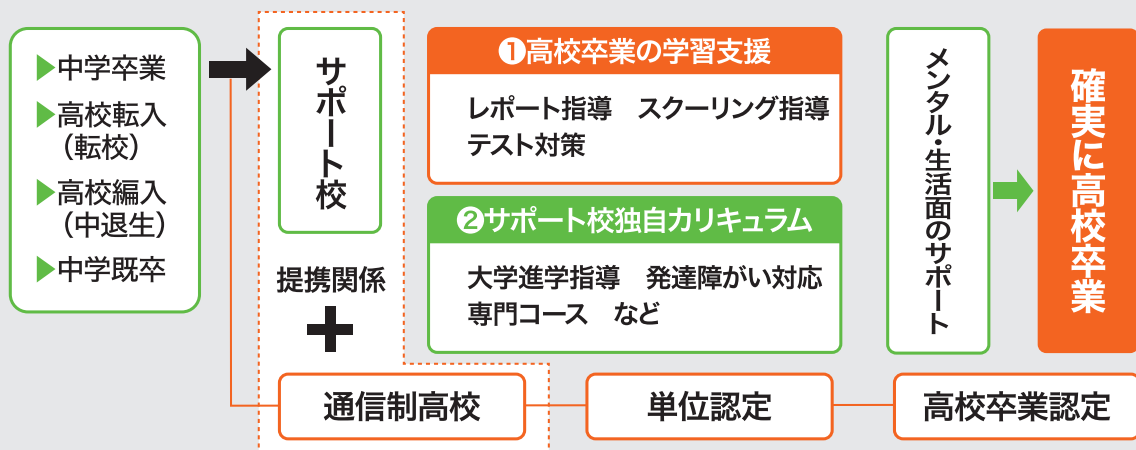 ▶中学卒業
▶高校転入
（転校）
▶高校編入
（中退生）
▶中学既卒
サポート校
提携関係
＋
❶高校卒業の学習支援
レポート指導　スクーリング指導
テスト対策
❷サポート校独自カリキュラム
大学進学指導　発達障がい対応
専門コース　など
メンタル・生活面のサポート
確実に高校卒業
通信制高校
単位認定
高校卒業認定